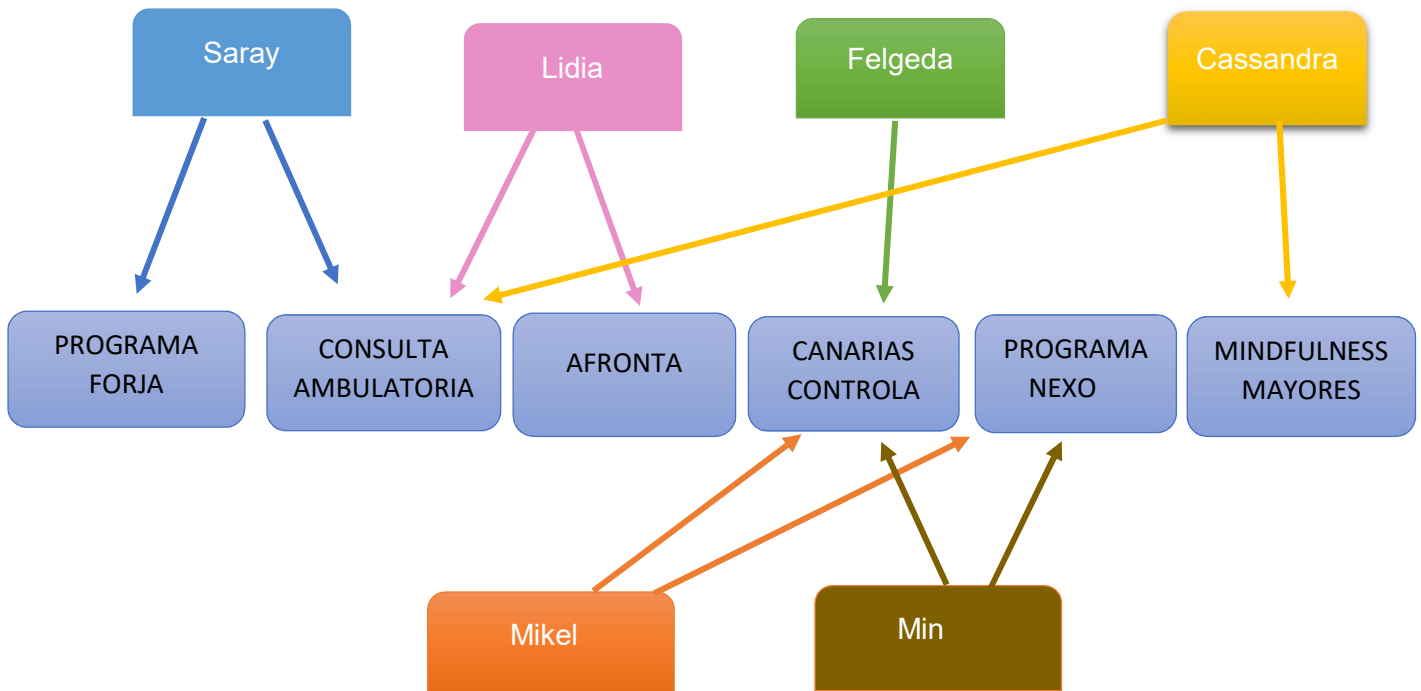 Saray
Lidia
Felgeda
Cassandra
PROGRAMA
FORJA
CONSULTA
AMBULATORIA
AFRONTA
CANARIAS
CONTROLA
PROGRAMA
NEXO
MINDFULNESS
MAYORES
Mikel
Min